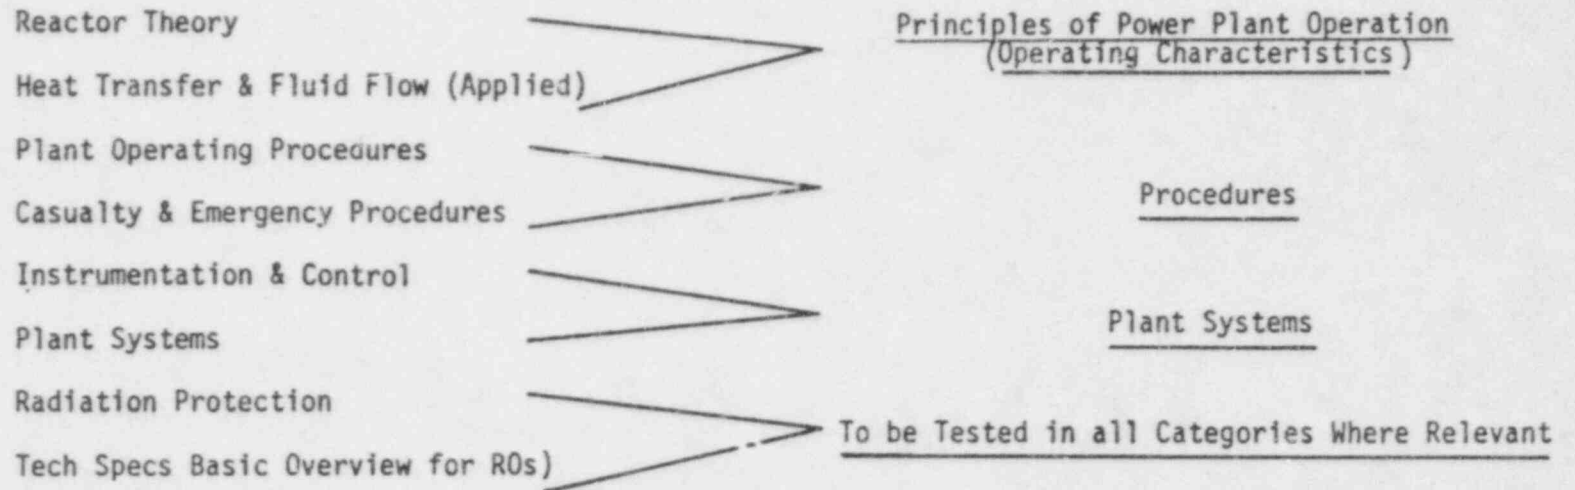 Reactor Theory
Principles of Power Plant Operation
(Operating Characteristics)
Heat Transfer & Fluid Flow (Applied)
Plant Operating Procedures
Procedures
Casualty & Emergency Procedures
Instrumentation & Control
Plant Systems
Plant Systems
Radiation Protection
To be Tested in all Categories Where Relevant
Tech Specs Basic Overview for ROs)